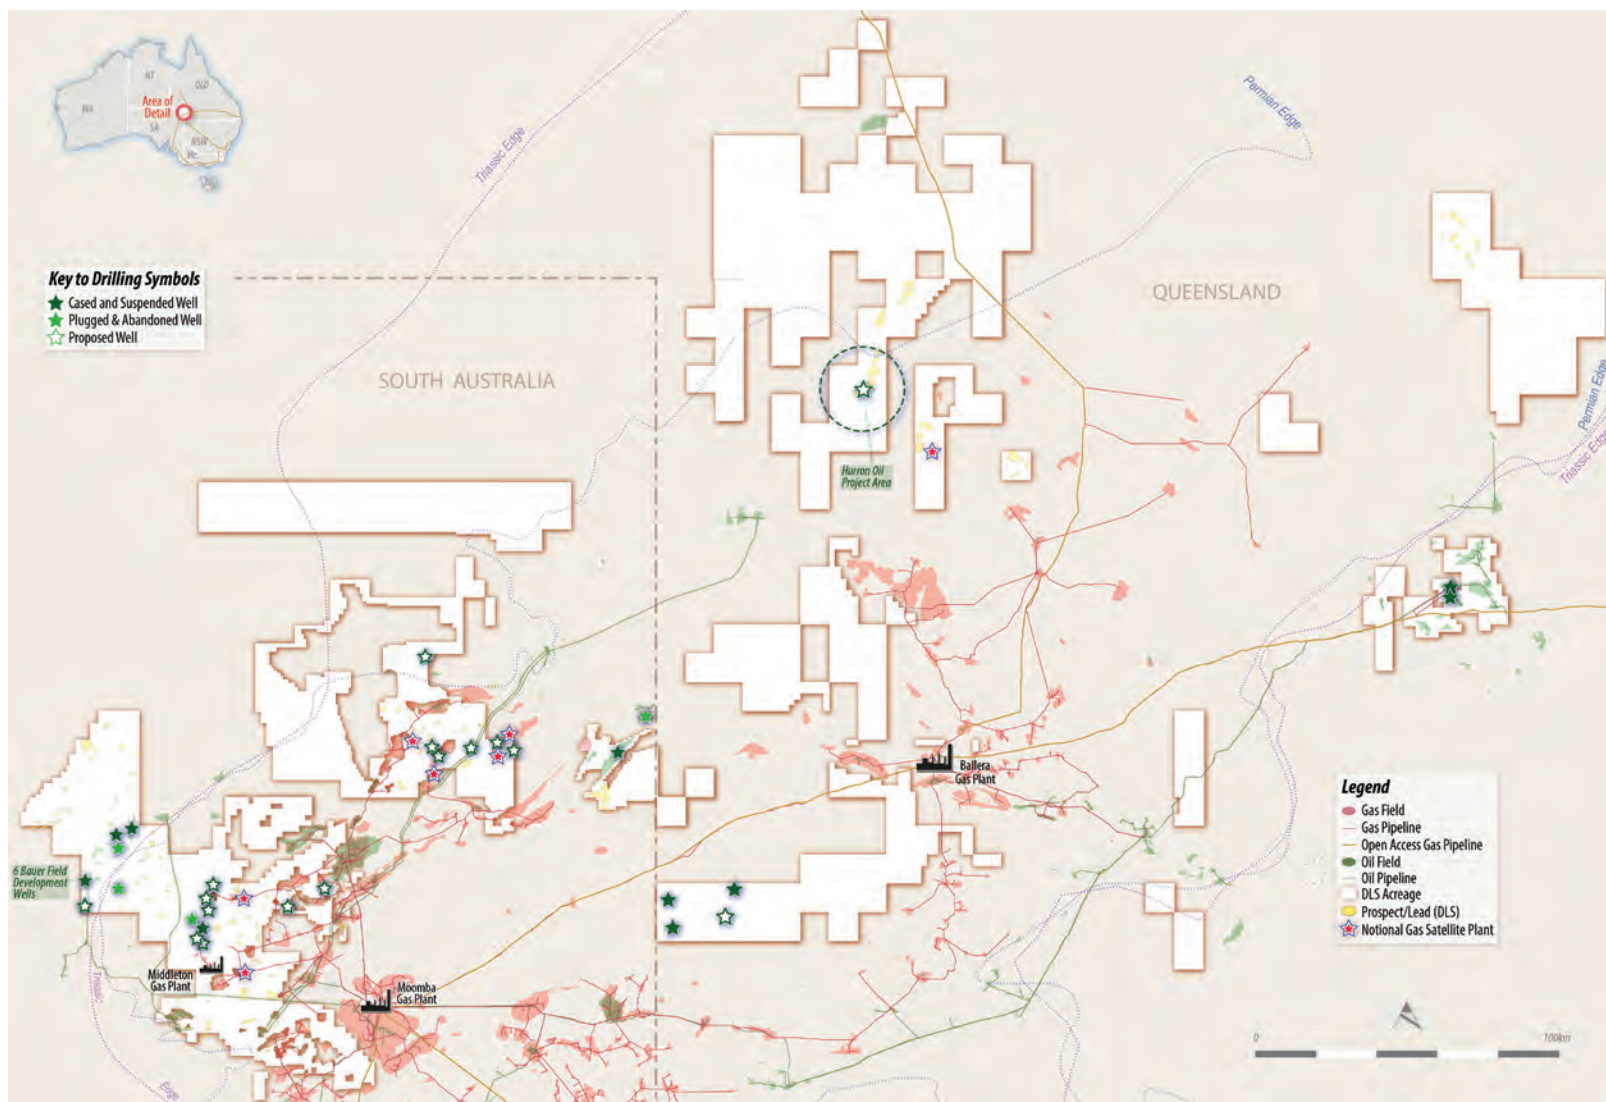 NT
QLD
WA
Area of
Detail
SA
NSW
Vic
Triassic Edge
Permian Edge
Key to Drilling Symbols
Cased and Suspended Well
Plugged & Abandoned Well
Proposed Well
SOUTH AUSTRALIA
QUEENSLAND
Permian Edge
Triassic Edge
Hurron Oil
Project Area
Ballera
Gas Plant
6 Bauer Field
Development
Wells
Middleton
Gas Plant
Moomba
Gas Plant
Triassic
Edge
Legend
Gas Field
Gas Pipeline
Open Access Gas Pipeline
Oil Field
Oil Pipeline
DLS Acreage
Prospect/Lead (DLS)
Notional Gas Satellite Plant
0 100km